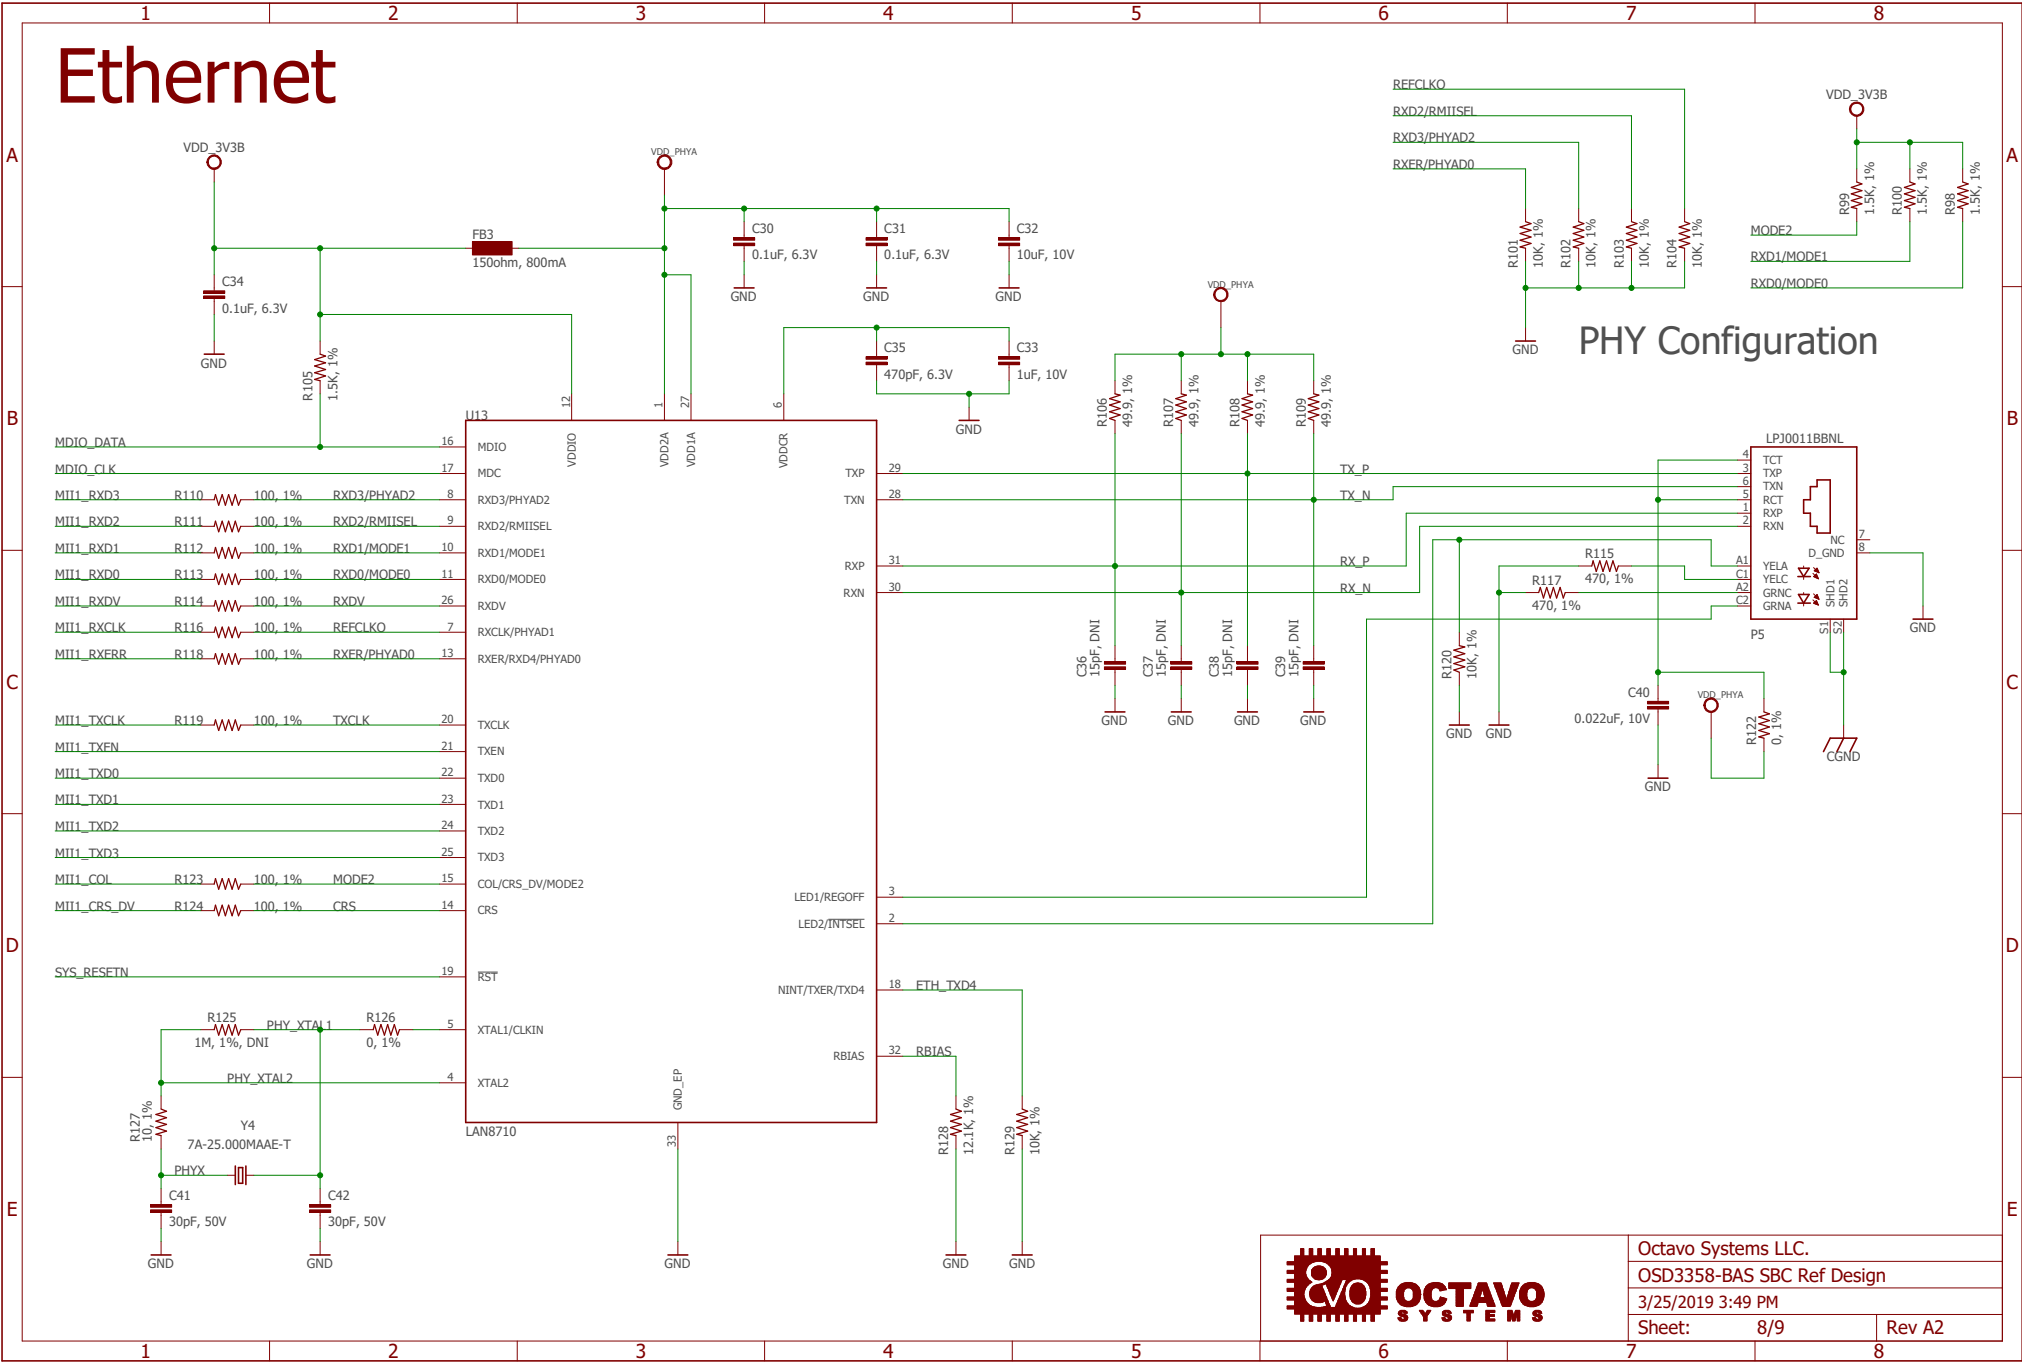 1 2 3 4 5 6 7 8
Ethernet
A A
B B
C C
D D
E E
VDD_3V3B
FB3
150ohm, 800mA
C34
0.1uF, 6.3V
GND
R105
1.5K, 1%
VDD_PHYA
C30
0.1uF, 6.3V
GND
C31
0.1uF, 6.3V
GND
C32
10uF, 10V
GND
C35
470pF, 6.3V
C33
1uF, 10V
GND
REFCLKO
RXD2/RMIISEL
RXD3/PHYAD2
RXER/PHYAD0
R101
10K, 1%
R102
10K, 1%
R103
10K, 1%
R104
10K, 1%
GND
VDD_3V3B
R99
1.5K, 1%
R100
1.5K, 1%
R98
1.5K, 1%
MODE2
RXD1/MODE1
RXD0/MODE0
PHY Configuration
VDD_PHYA
R106
49.9, 1%
R107
49.9, 1%
R108
49.9, 1%
R109
49.9, 1%
U13
12 1 27 6
VDDIO VDD2A VDD1A VDDCR
MDIO_DATA 16 MDIO
MDIO_CLK 17 MDC
MII1_RXD3 R110 100, 1% RXD3/PHYAD2 8 RXD3/PHYAD2
MII1_RXD2 R111 100, 1% RXD2/RMIISEL 9 RXD2/RMIISEL
MII1_RXD1 R112 100, 1% RXD1/MODE1 10 RXD1/MODE1
MII1_RXD0 R113 100, 1% RXD0/MODE0 11 RXD0/MODE0
MII1_RXDV R114 100, 1% RXDV 26 RXDV
MII1_RXCLK R116 100, 1% REFCLKO 7 RXCLK/PHYAD1
MII1_RXERR R118 100, 1% RXER/PHYAD0 13 RXER/RXD4/PHYAD0
MII1_TXCLK R119 100, 1% TXCLK 20 TXCLK
MII1_TXEN 21 TXEN
MII1_TXD0 22 TXD0
MII1_TXD1 23 TXD1
MII1_TXD2 24 TXD2
MII1_TXD3 25 TXD3
MII1_COL R123 100, 1% MODE2 15 COL/CRS_DV/MODE2
MII1_CRS_DV R124 100, 1% CRS 14 CRS
SYS_RESETN 19 RST
R125 PHY_XTAL1 R126 5 XTAL1/CLKIN
1M, 1%, DNI 0, 1%
PHY_XTAL2 4 XTAL2
R127
10, 1%
Y4
7A-25.000MAAE-T
PHYX
C41
30pF, 50V
GND
C42
30pF, 50V
GND
LAN8710
GND_EP
33
GND
TXP 29 TX_P
TXN 28 TX_N
RXP 31 RX_P
RXN 30 RX_N
LED1/REGOFF 3
LED2/INTSEL 2
NINT/TXER/TXD4 18 ETH_TXD4
RBIAS 32 RBIAS
R128
12.1K, 1%
GND
R129
10K, 1%
GND
C36
15pF, DNI
GND
C37
15pF, DNI
GND
C38
15pF, DNI
GND
C39
15pF, DNI
GND
R120
10K, 1%
GND
GND
R115
470, 1%
R117
470, 1%
LPJ0011BBNL
4 TCT
3 TXP
6 TXN
5 RCT
1 RXP
2 RXN
NC 7
D_GND 8
A1 YELA
C1 YELC
A2 GRNC
C2 GRNA
SHD1
SHD2
S1 S2
P5
GND
CGND
C40
0.022uF, 10V
GND
VDD_PHYA
R122
0, 1%
8vo OCTAVO
SYSTEMS
Octavo Systems LLC.
OSD3358-BAS SBC Ref Design
3/25/2019 3:49 PM
Sheet: 8/9 Rev A2
1 2 3 4 5 6 7 8